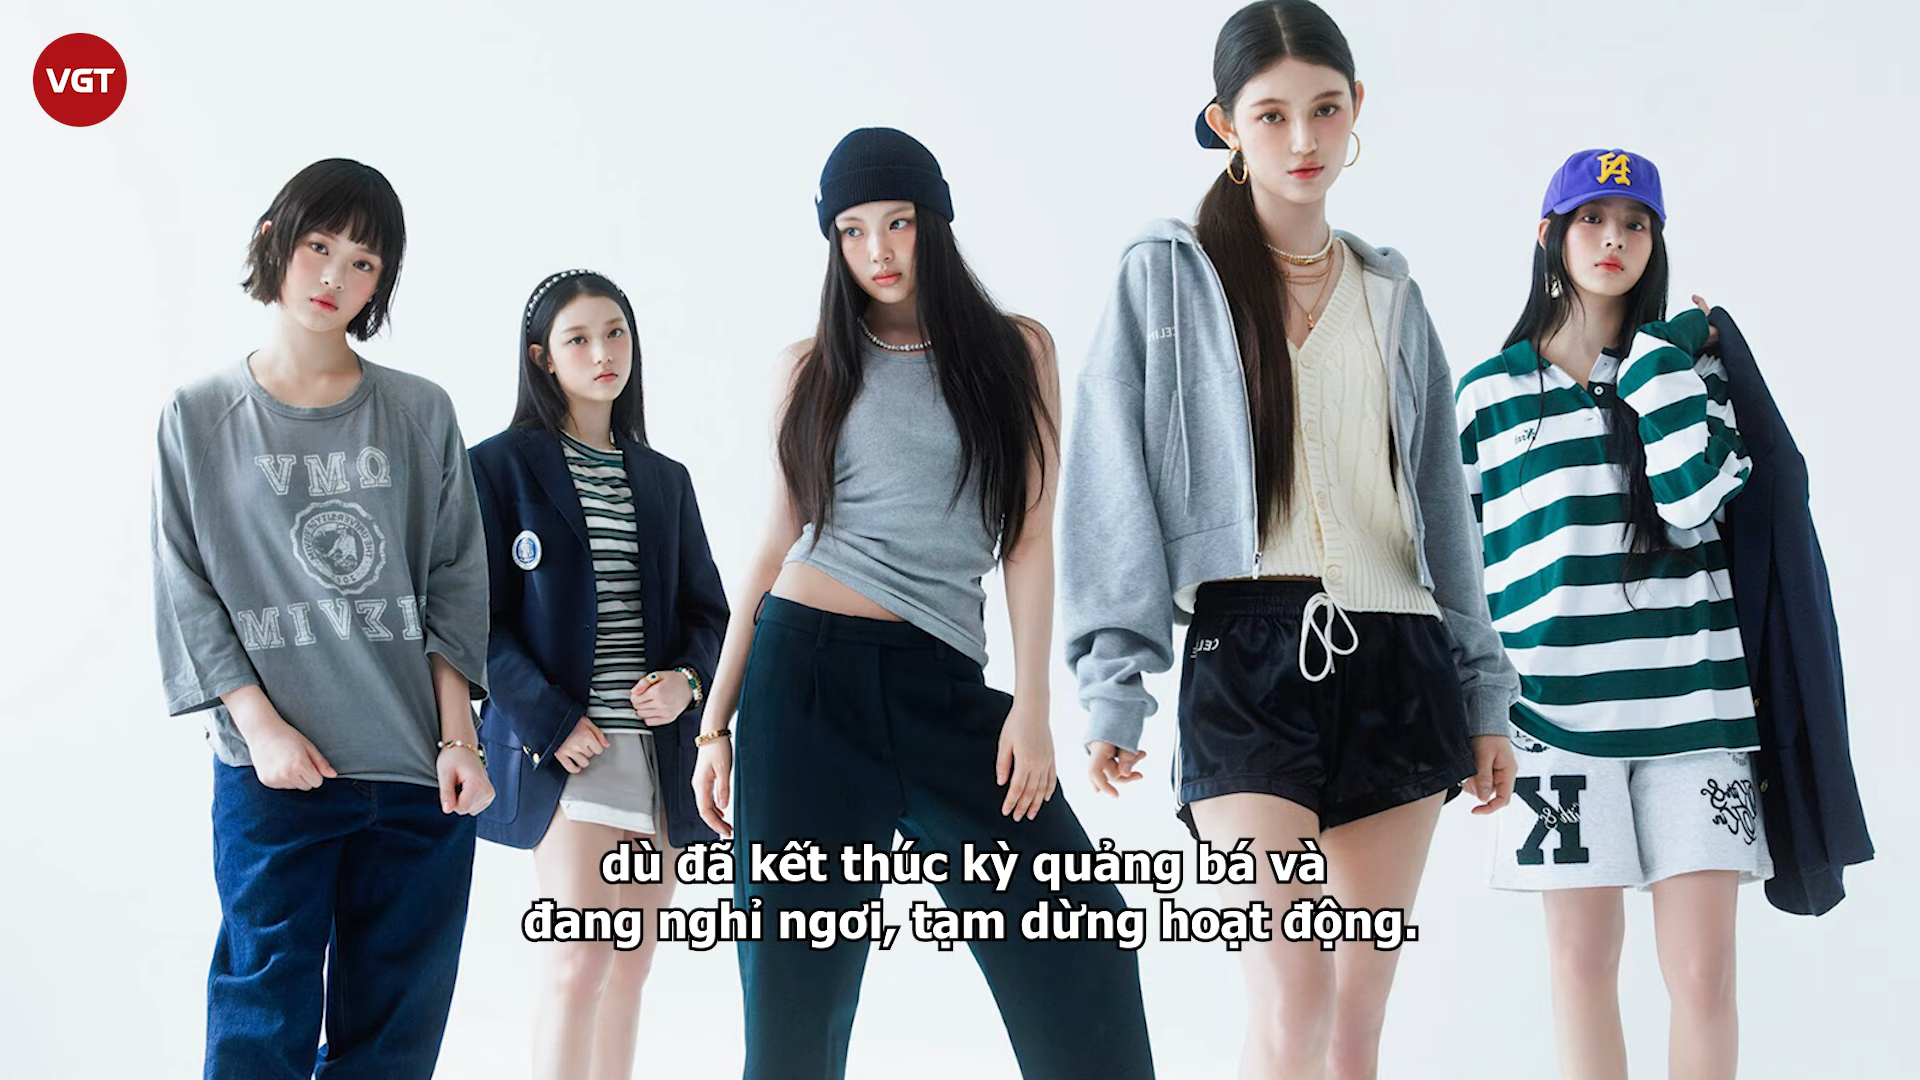 VGT
dù đã kết thúc kỳ quảng bá và
đang nghỉ ngơi, tạm dừng hoạt động.